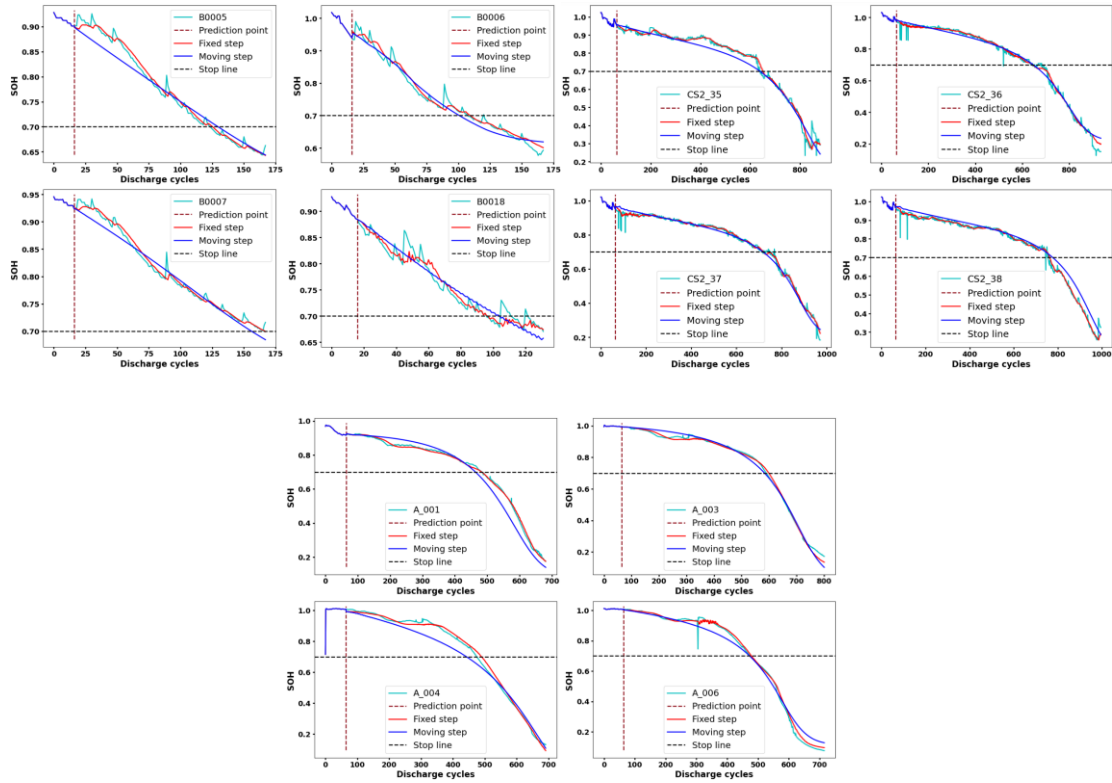 0.90
0.85
0.80
0.75
0.70
0.65
SOH
B0005
Prediction point
Fixed step
Moving step
Stop line
0 25 50 75 100 125 150 175
Discharge cycles
1.0
0.9
0.8
0.7
0.6
B0006
Prediction point
Fixed step
Moving step
Stop line
0 25 50 75 100 125 150 175
Discharge cycles
1.0
0.9
0.8
0.7
0.6
0.5
0.4
0.3
0.2
SOH
CS2_35
Prediction point
Fixed step
Moving step
Stop line
0 200 400 600 800
Discharge cycles
1.0
0.8
0.6
0.4
0.2
CS2_36
Prediction point
Fixed step
Moving step
Stop line
0 200 400 600 800
Discharge cycles
0.95
0.90
0.85
0.80
0.75
0.70
SOH
B0007
Prediction point
Fixed step
Moving step
Stop line
0 25 50 75 100 125 150 175
Discharge cycles
0.90
0.85
0.80
0.75
0.70
0.65
B0018
Prediction point
Fixed step
Moving step
Stop line
0 20 40 60 80 100 120
Discharge cycles
1.0
0.8
0.6
0.4
0.2
SOH
CS2_37
Prediction point
Fixed step
Moving step
Stop line
0 200 400 600 800 1000
Discharge cycles
1.0
0.9
0.8
0.7
0.6
0.5
0.4
0.3
CS2_38
Prediction point
Fixed step
Moving step
Stop line
0 200 400 600 800 1000
Discharge cycles
1.0
0.8
0.6
0.4
0.2
SOH
A_001
Prediction point
Fixed step
Moving step
Stop line
0 100 200 300 400 500 600 700
Discharge cycles
1.0
0.8
0.6
0.4
0.2
A_003
Prediction point
Fixed step
Moving step
Stop line
0 100 200 300 400 500 600 700 800
Discharge cycles
1.0
0.8
0.6
0.4
0.2
SOH
A_004
Prediction point
Fixed step
Moving step
Stop line
0 100 200 300 400 500 600 700
Discharge cycles
1.0
0.8
0.6
0.4
0.2
SOH
A_006
Prediction point
Fixed step
Moving step
Stop line
0 100 200 300 400 500 600 700
Discharge cycles